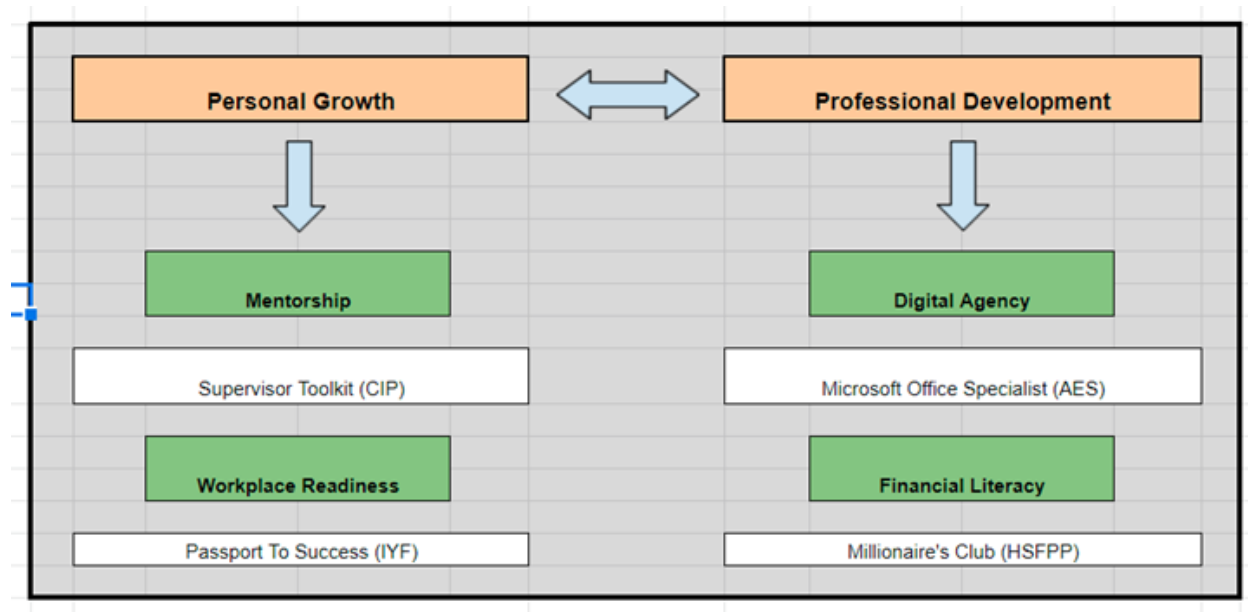 Personal Growth
Professional Development
Mentorship
Digital Agency
Supervisor Toolkit (CIP)
Microsoft Office Specialist (AES)
Workplace Readiness
Financial Literacy
Passport To Success (IYF)
Millionaire's Club (HSFPP)